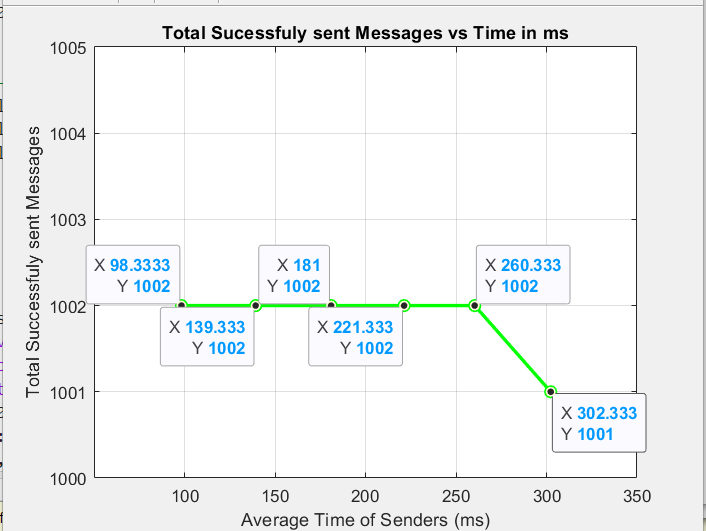 Total Sucessfuly sent Messages vs Time in ms
1005
1004
1003
1002
1001
1000
Total Successfuly sent Messages
X 98.3333
Y 1002
X 139.333
Y 1002
X 181
Y 1002
X 221.333
Y 1002
X 260.333
Y 1002
X 302.333
Y 1001
100 150 200 250 300 350
Average Time of Senders (ms)